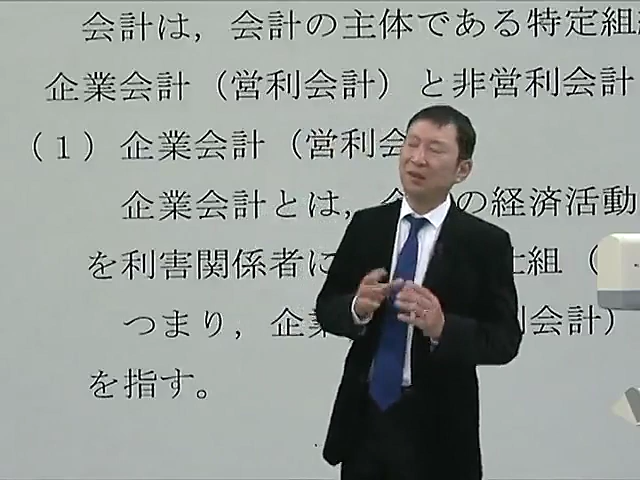 会計は，会計の主体である特定組
企業会計（営利会計）と非営利会計
（１）企業会計（営利会
企業会計とは，の経済活動
を利害関係者に組（
つまり，企利会計）
を指す。